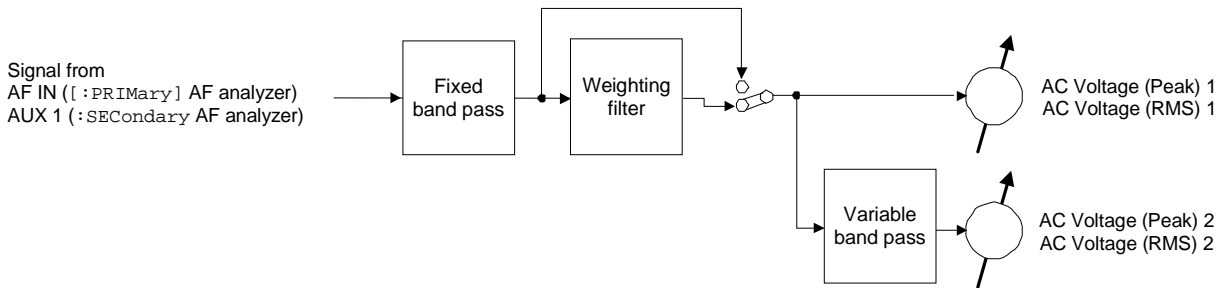 Signal from
AF IN ([:PRIMary] AF analyzer)
AUX 1 (:SECondary AF analyzer)
Fixed
band pass
Weighting
filter
AC Voltage (Peak) 1
AC Voltage (RMS) 1
Variable
band pass
AC Voltage (Peak) 2
AC Voltage (RMS) 2